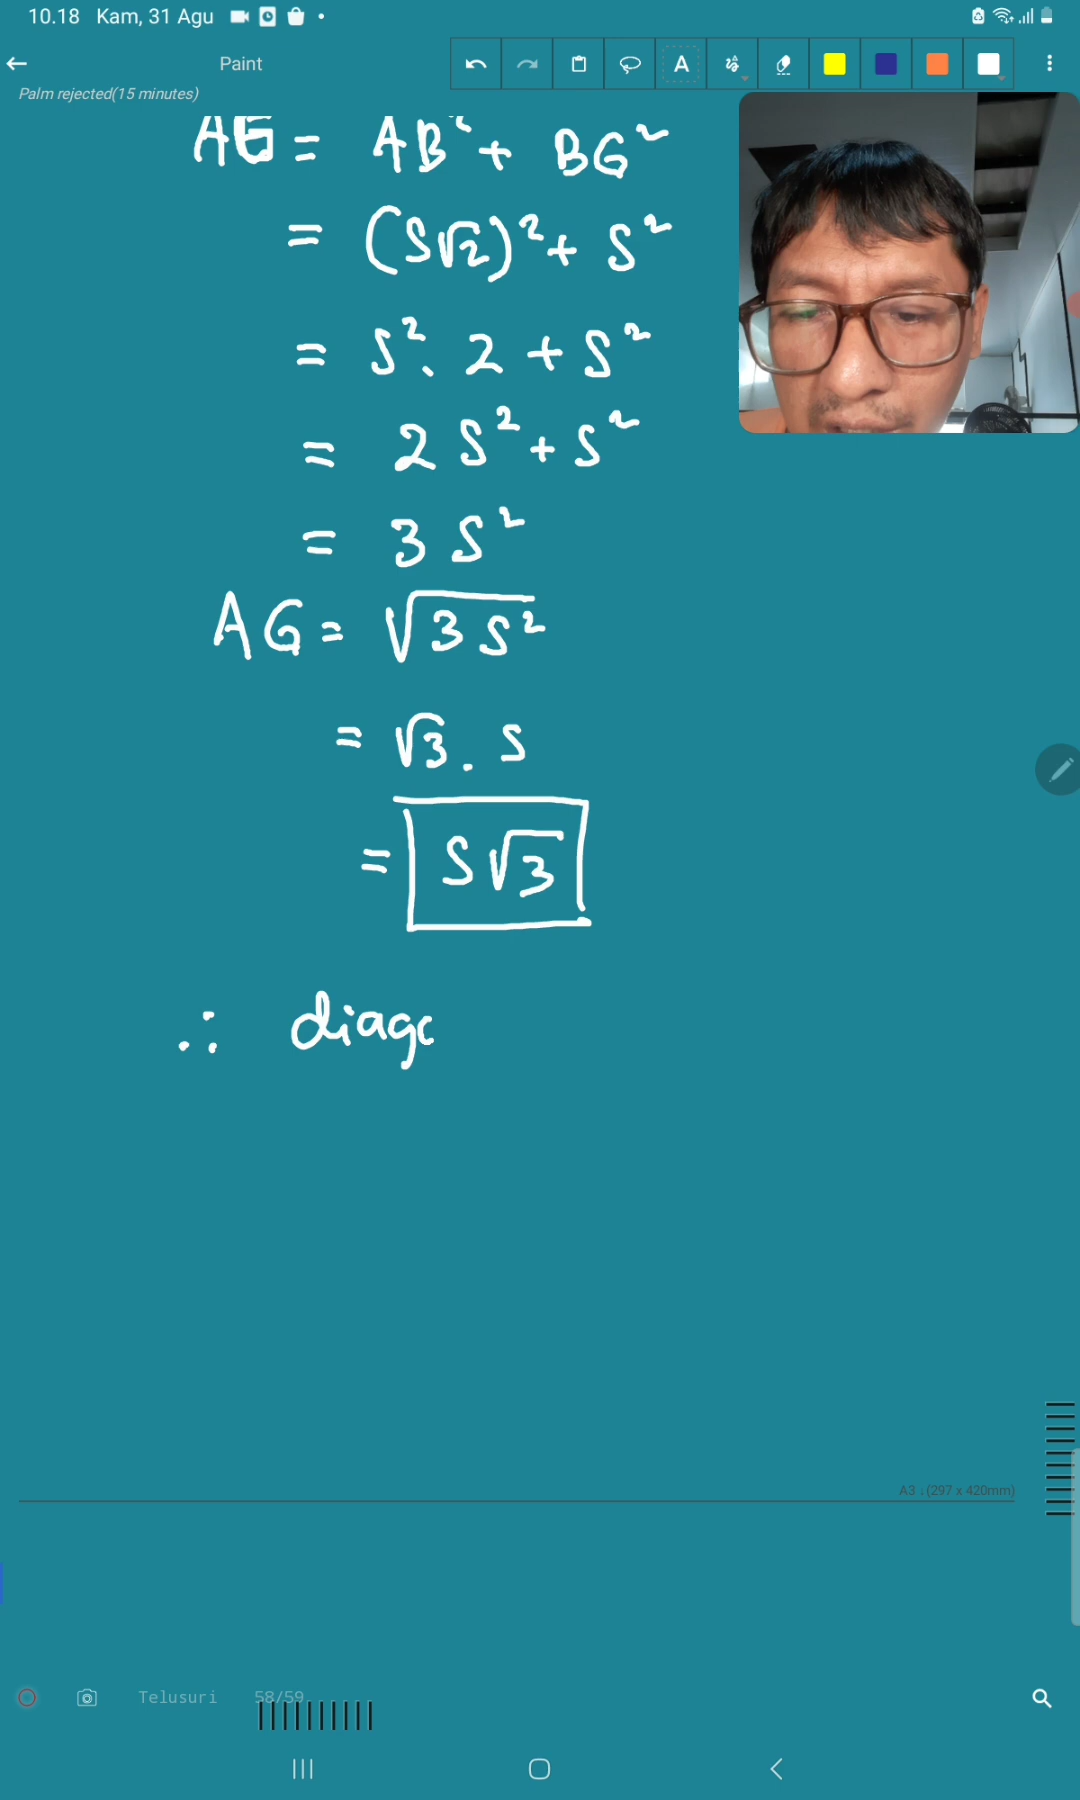 10.18 Kam, 31 Agu
Paint
A
Palm rejected(15 minutes)
AG = AB² + BG²
= (S√2)² + S²
= S². 2 + S²
= 2 S² + S²
= 3 S²
AG = √3 S²
= √3 . S
= S√3
∴ diago
A3 : (297 x 420mm)
Telusuri 58/59